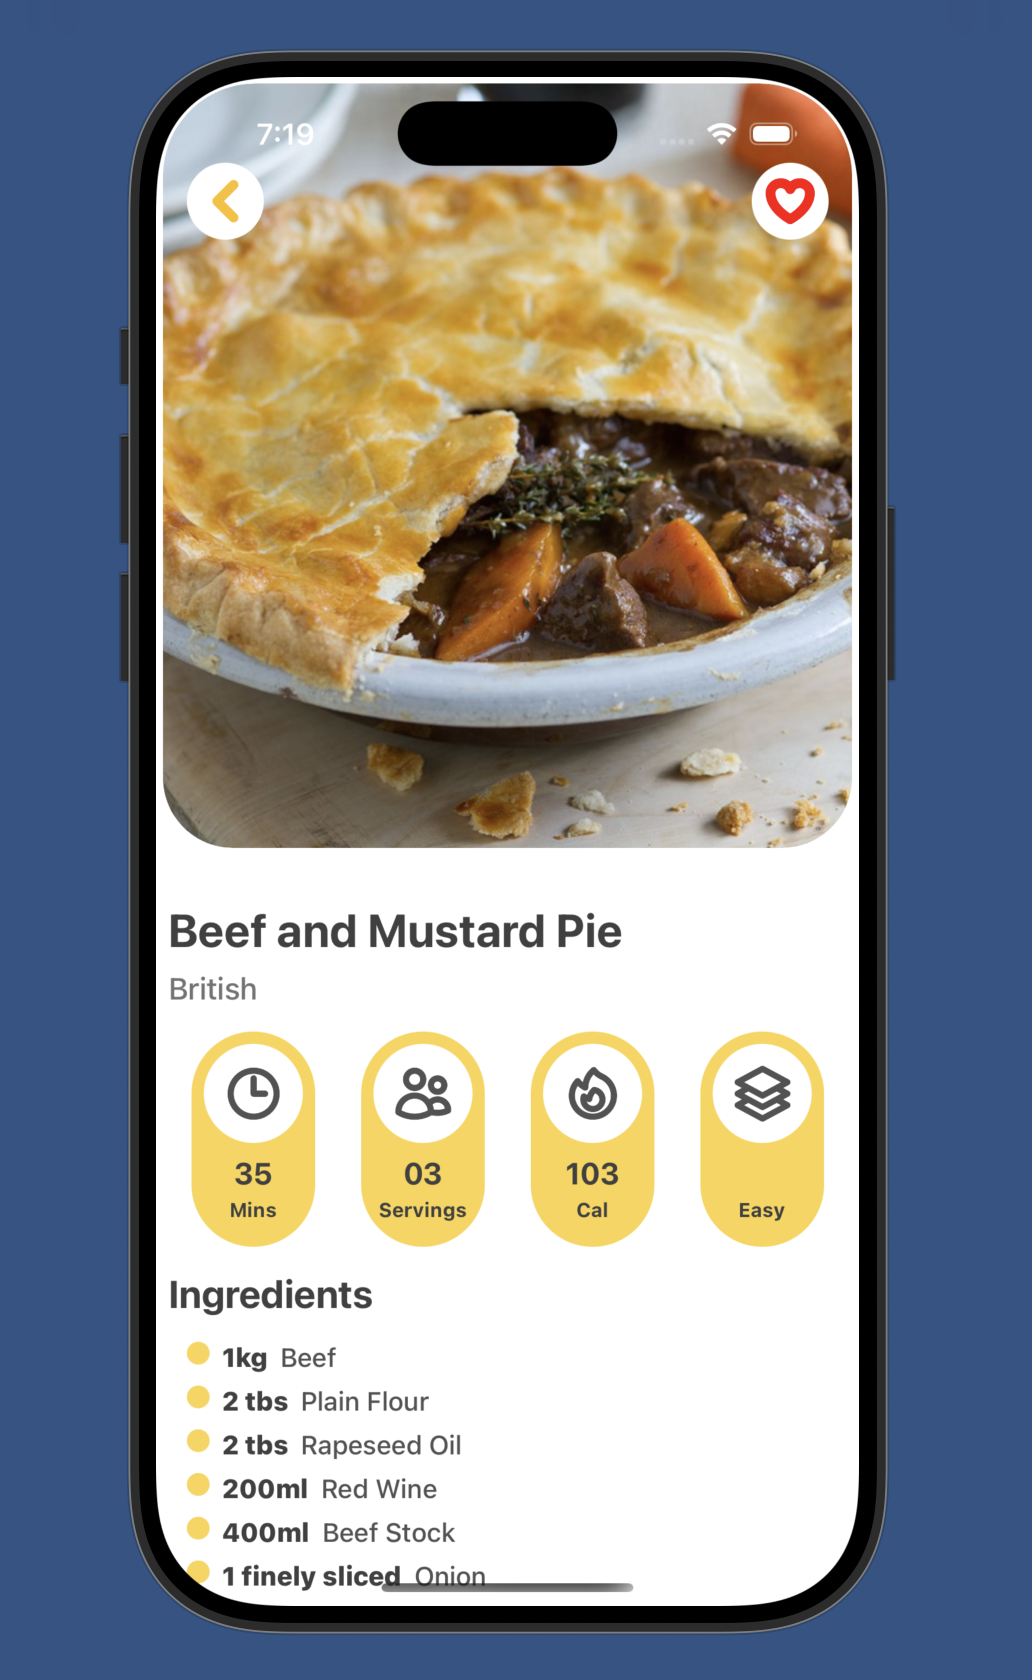 7:19
Beef and Mustard Pie
British
35
Mins
03
Servings
103
Cal
Easy
Ingredients
1kg Beef
2 tbs Plain Flour
2 tbs Rapeseed Oil
200ml Red Wine
400ml Beef Stock
1 finely sliced Onion